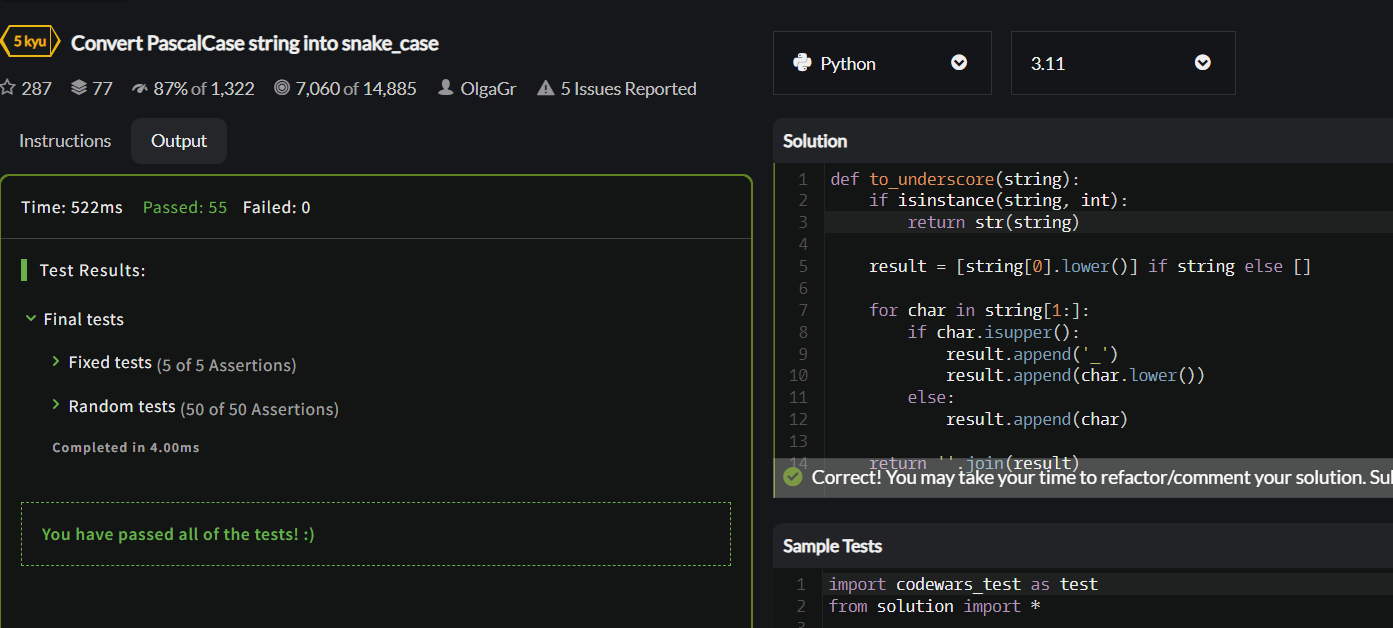 5 kyu Convert PascalCase string into snake_case
287 77 87% of 1,322 7,060 of 14,885 OlgaGr 5 Issues Reported
Instructions Output
Time: 522ms Passed: 55 Failed: 0
Test Results:
Final tests
Fixed tests (5 of 5 Assertions)
Random tests (50 of 50 Assertions)
Completed in 4.00ms
You have passed all of the tests! :)
Python 3.11
Solution
1 def to_underscore(string):
2     if isinstance(string, int):
3         return str(string)
4
5     result = [string[0].lower()] if string else []
6
7     for char in string[1:]:
8         if char.isupper():
9             result.append('_')
10             result.append(char.lower())
11         else:
12             result.append(char)
13
14     return ''.join(result)
Correct! You may take your time to refactor/comment your solution.
Sample Tests
1 import codewars_test as test
2 from solution import *